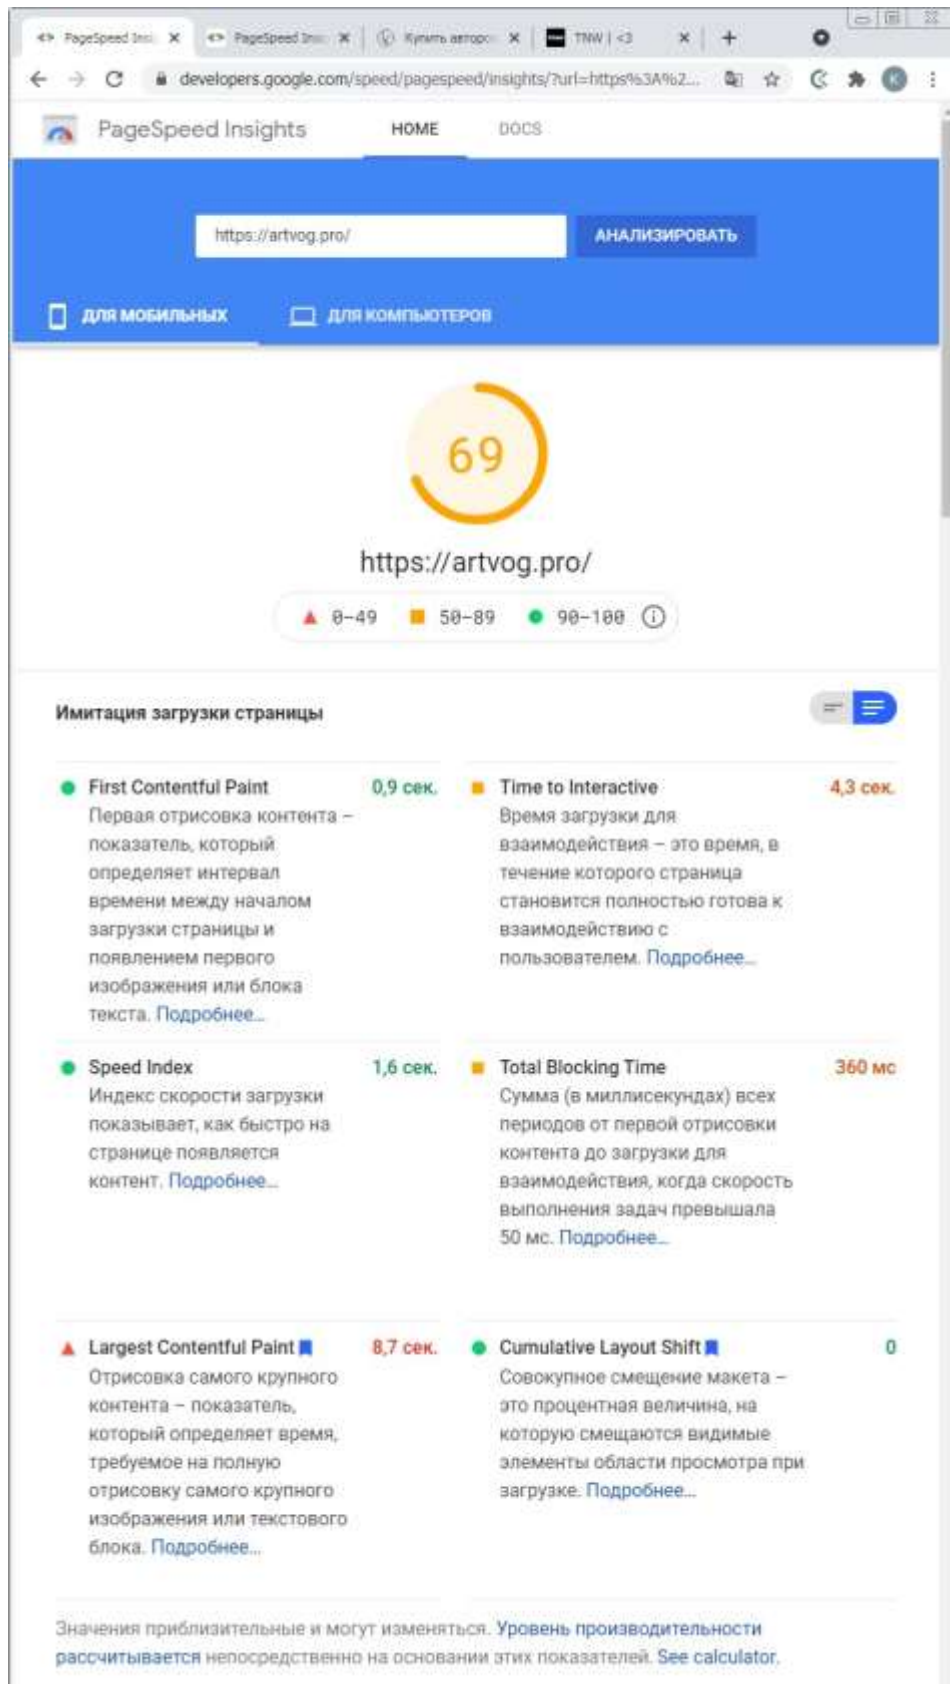 PageSpeed Ins
PageSpeed Ins
Купить авторс
TNW | <3
developers.google.com/speed/pagespeed/insights/?url=https%3A%2...
K
PageSpeed Insights
HOME
DOCS
https://artvog.pro/
АНАЛИЗИРОВАТЬ
ДЛЯ МОБИЛЬНЫХ
ДЛЯ КОМПЬЮТЕРОВ
69
https://artvog.pro/
0–49
50–89
90–100
Имитация загрузки страницы
First Contentful Paint
0,9 сек.
Первая отрисовка контента –
показатель, который
определяет интервал
времени между началом
загрузки страницы и
появлением первого
изображения или блока
текста. Подробнее…
Time to Interactive
4,3 сек.
Время загрузки для
взаимодействия – это время, в
течение которого страница
становится полностью готова к
взаимодействию с
пользователем. Подробнее…
Speed Index
1,6 сек.
Индекс скорости загрузки
показывает, как быстро на
странице появляется
контент. Подробнее…
Total Blocking Time
360 мс
Сумма (в миллисекундах) всех
периодов от первой отрисовки
контента до загрузки для
взаимодействия, когда скорость
выполнения задач превышала
50 мс. Подробнее…
Largest Contentful Paint
8,7 сек.
Отрисовка самого крупного
контента – показатель,
который определяет время,
требуемое на полную
отрисовку самого крупного
изображения или текстового
блока. Подробнее…
Cumulative Layout Shift
0
Совокупное смещение макета –
это процентная величина, на
которую смещаются видимые
элементы области просмотра при
загрузке. Подробнее…
Значения приблизительные и могут изменяться. Уровень производительности
рассчитывается непосредственно на основании этих показателей. See calculator.